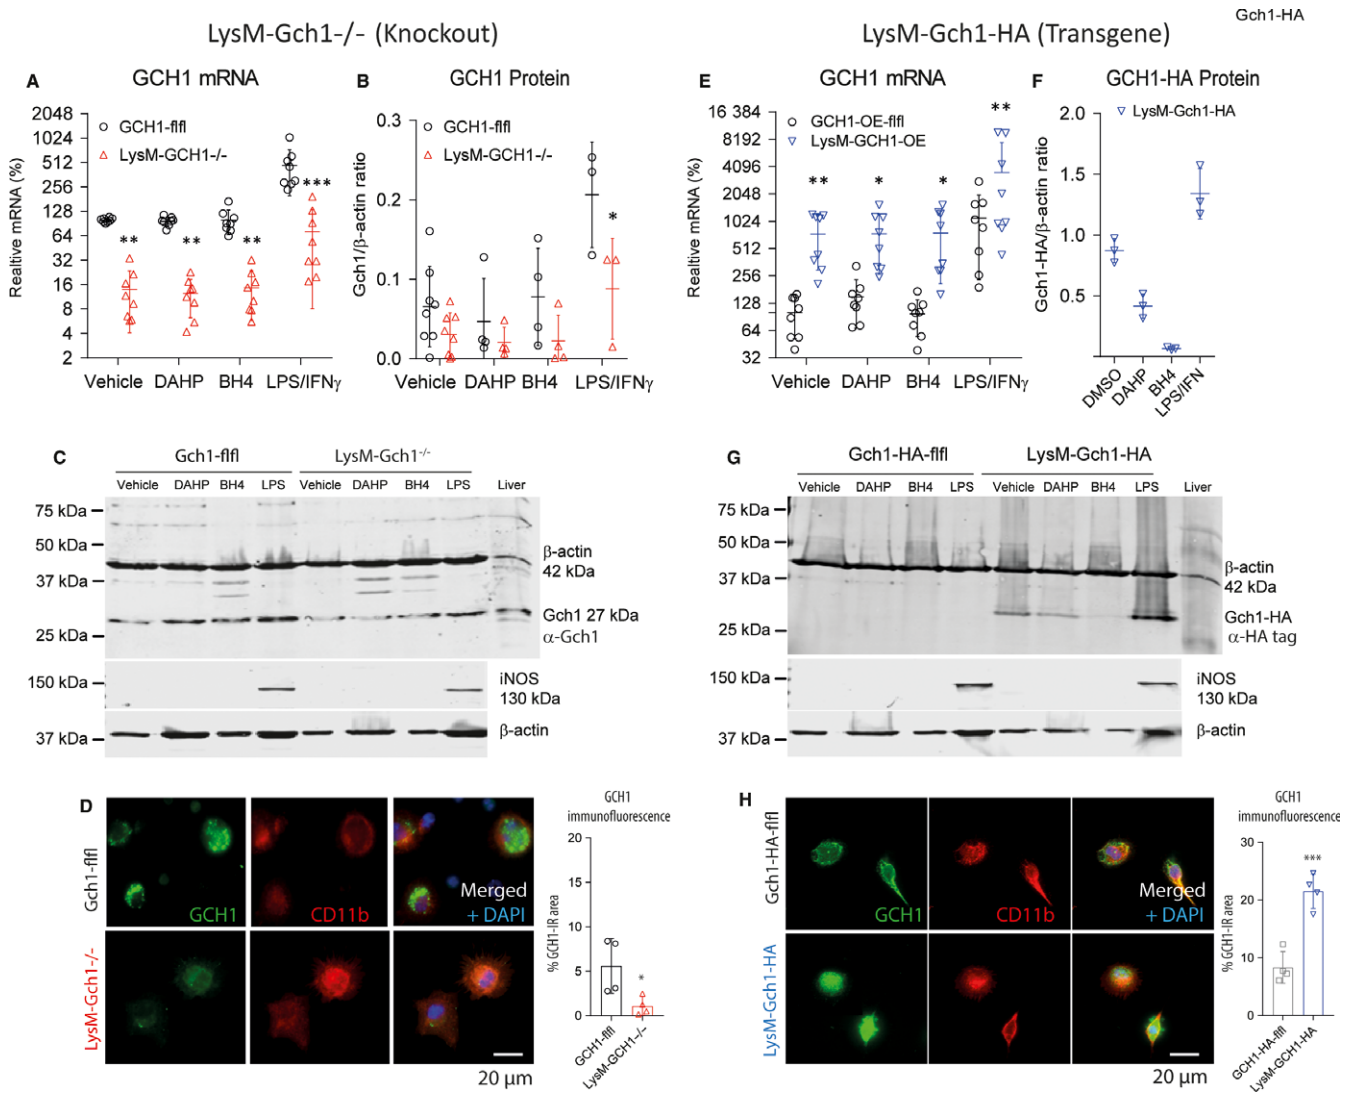 Gch1-HA
LysM-Gch1-/- (Knockout)
LysM-Gch1-HA (Transgene)
A
GCH1 mRNA
2048
1024
512
256
128
64
32
16
8
4
2
Realtive mRNA (%)
GCH1-flfl
LysM-GCH1-/-
**
**
**
***
Vehicle DAHP BH4 LPS/IFNγ
B
GCH1 Protein
0.3
0.2
0.1
0.0
Gch1/β-actin ratio
GCH1-flfl
LysM-GCH1-/-
*
Vehicle DAHP BH4 LPS/IFNγ
E
GCH1 mRNA
16 384
8192
4096
2048
1024
512
256
128
64
32
Realtive mRNA (%)
GCH1-OE-flfl
LysM-GCH1-OE
**
*
*
**
Vehicle DAHP BH4 LPS/IFNγ
F
GCH1-HA Protein
2.0
1.5
1.0
0.5
Gch1-HA/β-actin ratio
LysM-Gch1-HA
DMSO
DAHP
BH4
LPS/IFN
C
Gch1-flfl LysM-Gch1-/-
Vehicle DAHP BH4 LPS Vehicle DAHP BH4 LPS Liver
75 kDa
50 kDa
37 kDa
25 kDa
β-actin
42 kDa
Gch1 27 kDa
α-Gch1
150 kDa
iNOS
130 kDa
37 kDa
β-actin
G
Gch1-HA-flfl LysM-Gch1-HA
Vehicle DAHP BH4 LPS Vehicle DAHP BH4 LPS Liver
75 kDa
50 kDa
37 kDa
25 kDa
β-actin
42 kDa
Gch1-HA
α-HA tag
150 kDa
iNOS
130 kDa
37 kDa
β-actin
D
Gch1-flfl
GCH1
CD11b
Merged
+ DAPI
LysM-Gch1-/-
20 μm
GCH1
immunofluorescence
20
15
10
5
0
% GCH1-IR area
*
GCH1-flfl
LysM-GCH1-/-
H
Gch1-HA-flfl
GCH1
CD11b
Merged
+ DAPI
LysM-Gch1-HA
20 μm
GCH1
immunofluorescence
30
20
10
0
% GCH1-IR area
***
GCH1-HA-flfl
LysM-GCH1-HA